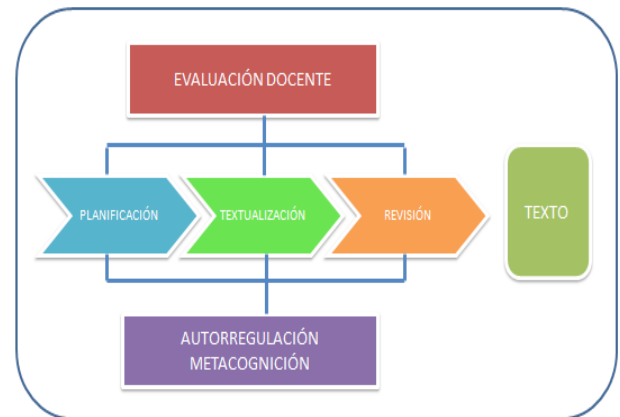 EVALUACIÓN DOCENTE
PLANIFICACIÓN
TEXTUALIZACIÓN
REVISIÓN
TEXTO
AUTORREGULACIÓN
METACOGNICIÓN